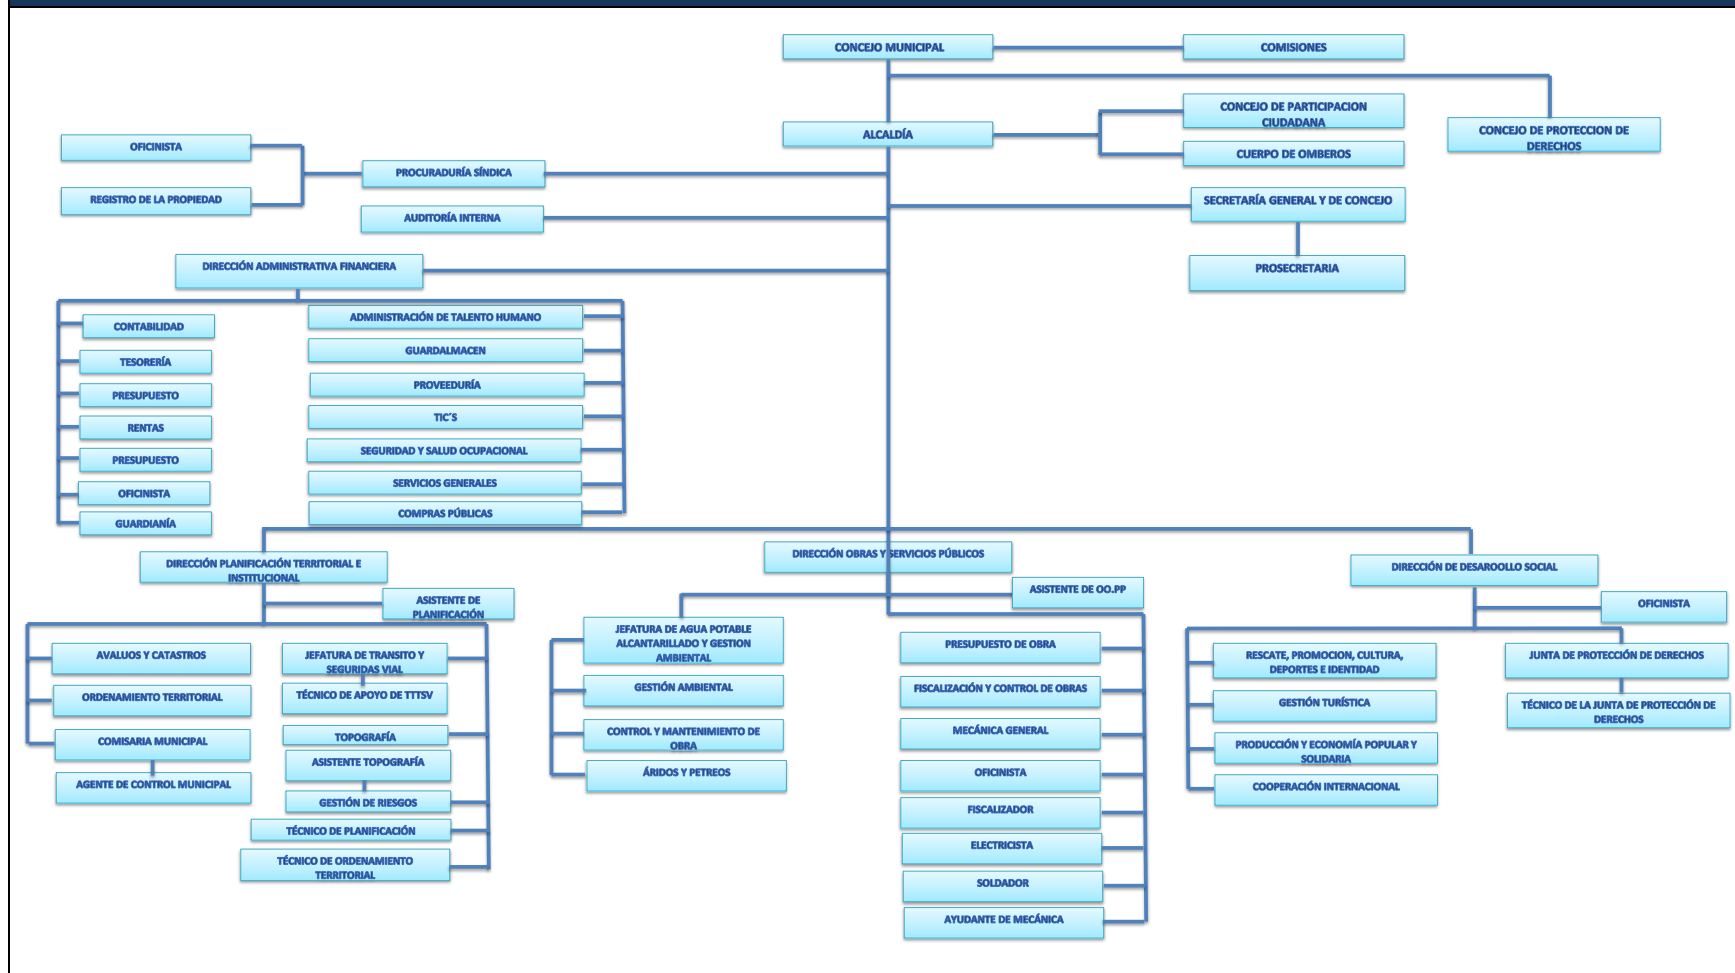 CONCEJO MUNICIPAL
COMISIONES
CONCEJO DE PARTICIPACION
CIUDADANA
ALCALDÍA
CUERPO DE OMBEROS
CONCEJO DE PROTECCION DE
DERECHOS
OFICINISTA
PROCURADURÍA SÍNDICA
REGISTRO DE LA PROPIEDAD
AUDITORÍA INTERNA
SECRETARÍA GENERAL Y DE CONCEJO
PROSECRETARIA
DIRECCIÓN ADMINISTRATIVA FINANCIERA
CONTABILIDAD
TESORERÍA
PRESUPUESTO
RENTAS
PRESUPUESTO
OFICINISTA
GUARDIANÍA
ADMINISTRACIÓN DE TALENTO HUMANO
GUARDALMACEN
PROVEEDURÍA
TIC´S
SEGURIDAD Y SALUD OCUPACIONAL
SERVICIOS GENERALES
COMPRAS PÚBLICAS
DIRECCIÓN PLANIFICACIÓN TERRITORIAL E
INSTITUCIONAL
ASISTENTE DE
PLANIFICACIÓN
AVALUOS Y CATASTROS
ORDENAMIENTO TERRITORIAL
COMISARIA MUNICIPAL
AGENTE DE CONTROL MUNICIPAL
JEFATURA DE TRANSITO Y
SEGURIDAS VIAL
TÉCNICO DE APOYO DE TTTSV
TOPOGRAFÍA
ASISTENTE TOPOGRAFÍA
GESTIÓN DE RIESGOS
TÉCNICO DE PLANIFICACIÓN
TÉCNICO DE ORDENAMIENTO
TERRITORIAL
DIRECCIÓN OBRAS Y SERVICIOS PÚBLICOS
ASISTENTE DE OO.PP
JEFATURA DE AGUA POTABLE
ALCANTARILLADO Y GESTION
AMBIENTAL
GESTIÓN AMBIENTAL
CONTROL Y MANTENIMIENTO DE
OBRA
ÁRIDOS Y PETREOS
PRESUPUESTO DE OBRA
FISCALIZACIÓN Y CONTROL DE OBRAS
MECÁNICA GENERAL
OFICINISTA
FISCALIZADOR
ELECTRICISTA
SOLDADOR
AYUDANTE DE MECÁNICA
DIRECCIÓN DE DESAROOLLO SOCIAL
OFICINISTA
RESCATE, PROMOCION, CULTURA,
DEPORTES E IDENTIDAD
GESTIÓN TURÍSTICA
PRODUCCIÓN Y ECONOMÍA POPULAR Y
SOLIDARIA
COOPERACIÓN INTERNACIONAL
JUNTA DE PROTECCIÓN DE DERECHOS
TÉCNICO DE LA JUNTA DE PROTECCIÓN DE
DERECHOS